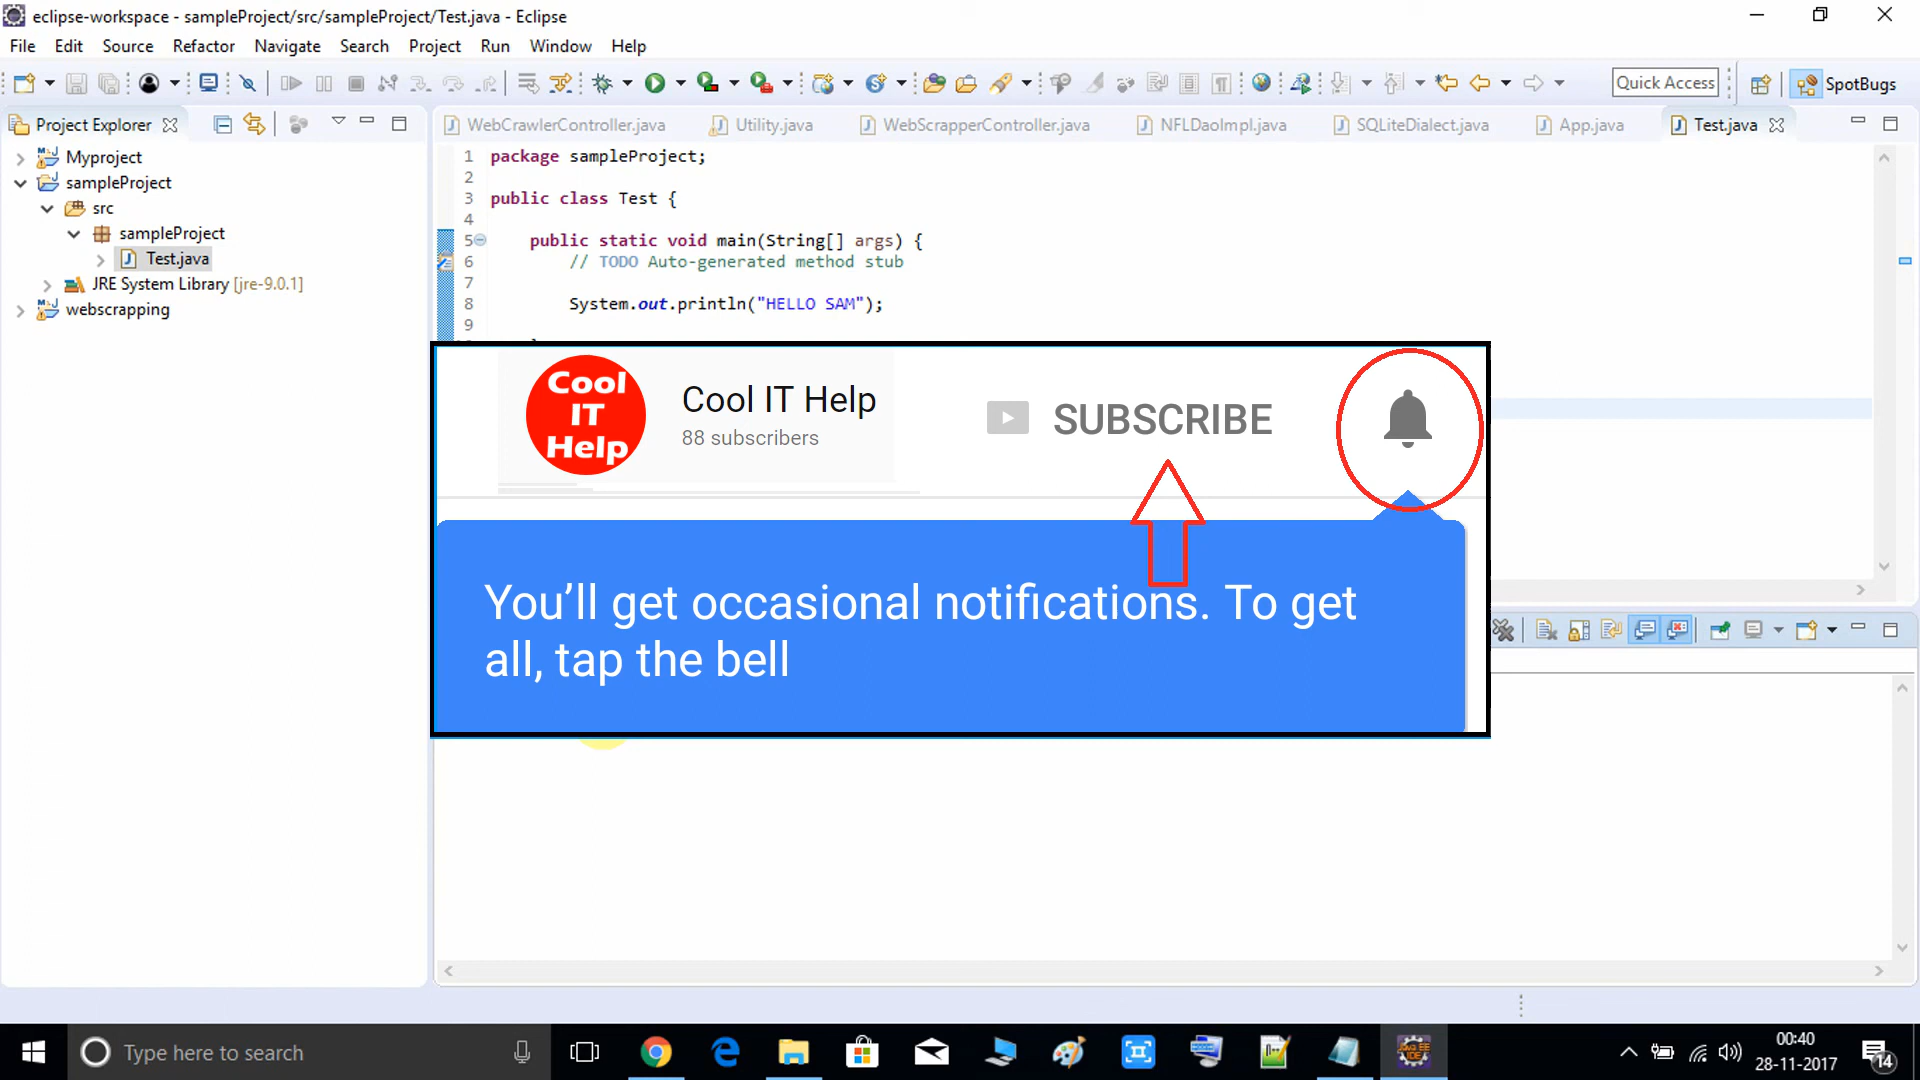 eclipse-workspace - sampleProject/src/sampleProject/Test.java - Eclipse
File Edit Source Refactor Navigate Search Project Run Window Help
Quick Access
SpotBugs
Project Explorer
Myproject
sampleProject
src
sampleProject
Test.java
JRE System Library [jre-9.0.1]
webscrapping
WebCrawlerController.java Utility.java WebScrapperController.java NFLDaoImpl.java SQLiteDialect.java App.java Test.java
1 package sampleProject;
2
3 public class Test {
4
5 public static void main(String[] args) {
6 // TODO Auto-generated method stub
7
8 System.out.println("HELLO SAM");
9
Cool IT Help
Cool IT Help
88 subscribers
SUBSCRIBE
You’ll get occasional notifications. To get
all, tap the bell
Type here to search
00:40
28-11-2017
14